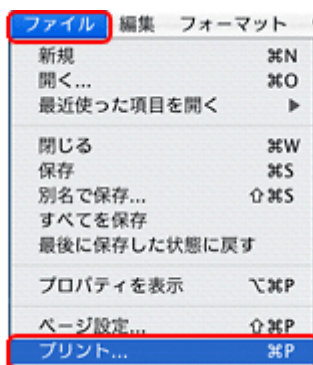 ファイル 編集 フォーマット
新規 ⌘N
開く... ⌘O
最近使った項目を開く ▶
閉じる ⌘W
保存 ⌘S
別名で保存... ⇧⌘S
すべてを保存
最後に保存した状態に戻す
プロパティを表示 ⌥⌘P
ページ設定... ⇧⌘P
プリント... ⌘P